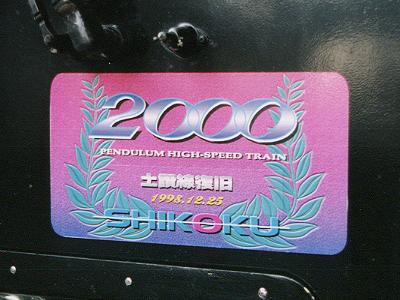 2000
PENDULUM HIGH-SPEED TRAIN
土讃線復旧
1998.12.25
SHIKOKU